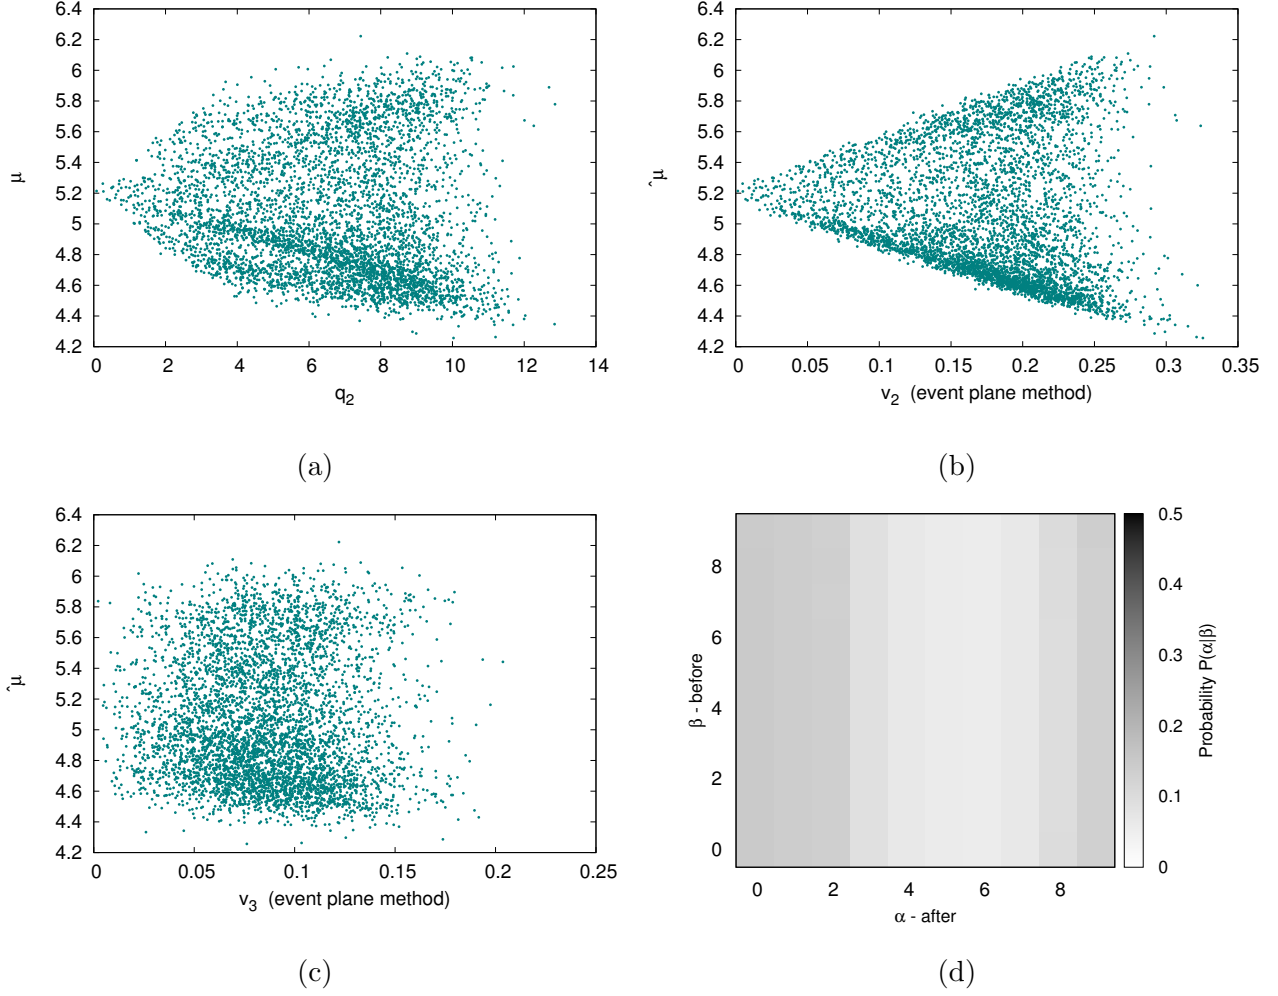 6.4
6.2
6
5.8
5.6
5.4
5.2
5
4.8
4.6
4.4
4.2
μ
0 2 4 6 8 10 12 14
q2
(a)
6.4
6.2
6
5.8
5.6
5.4
5.2
5
4.8
4.6
4.4
4.2
μ̂
0 0.05 0.1 0.15 0.2 0.25 0.3 0.35
v2 (event plane method)
(b)
6.4
6.2
6
5.8
5.6
5.4
5.2
5
4.8
4.6
4.4
4.2
μ̂
0 0.05 0.1 0.15 0.2 0.25
v3 (event plane method)
(c)
8
6
4
2
0
β - before
0 2 4 6 8
α - after
0.5
0.4
0.3
0.2
0.1
0
Probability P(α|β)
(d)